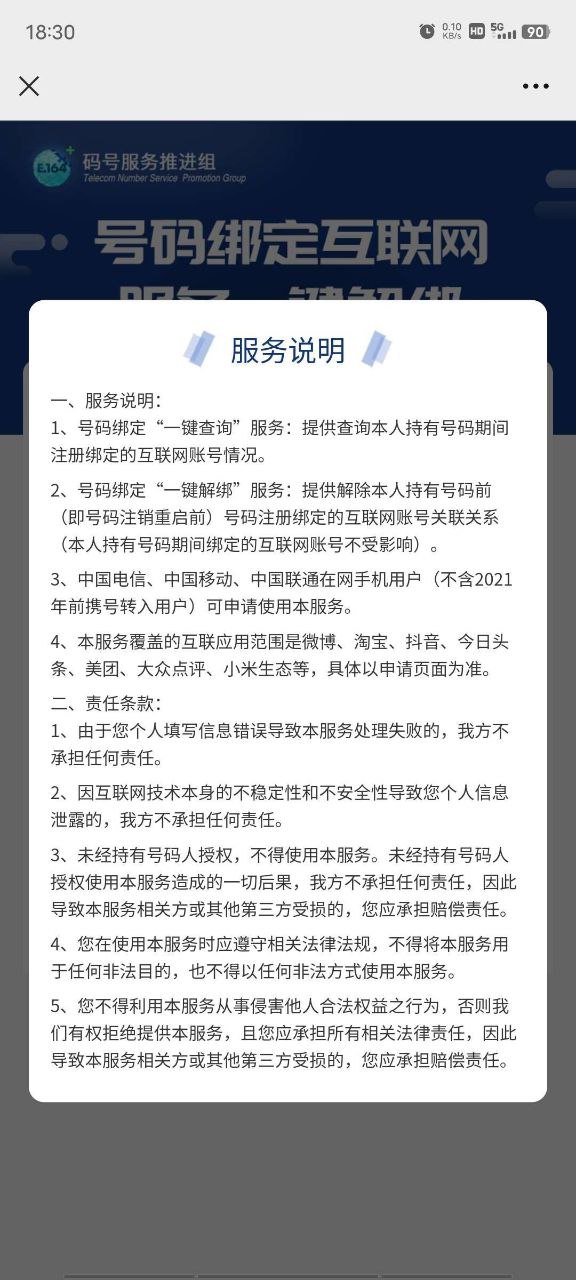 18:30
0.10
KB/s
HD
5G
90
E.164
码号服务推进组
Telecom Number Service Promotion Group
号码绑定互联网
服务一键解绑
服务说明
一、服务说明：
1、号码绑定“一键查询”服务：提供查询本人持有号码期间
注册绑定的互联网账号情况。
2、号码绑定“一键解绑”服务：提供解除本人持有号码前
（即号码注销重启前）号码注册绑定的互联网账号关联关系
（本人持有号码期间绑定的互联网账号不受影响）。
3、中国电信、中国移动、中国联通在网手机用户（不含2021
年前携号转入用户）可申请使用本服务。
4、本服务覆盖的互联应用范围是微博、淘宝、抖音、今日头
条、美团、大众点评、小米生态等，具体以申请页面为准。
二、责任条款：
1、由于您个人填写信息错误导致本服务处理失败的，我方不
承担任何责任。
2、因互联网技术本身的不稳定性和不安全性导致您个人信息
泄露的，我方不承担任何责任。
3、未经持有号码人授权，不得使用本服务。未经持有号码人
授权使用本服务造成的一切后果，我方不承担任何责任，因此
导致本服务相关方或其他第三方受损的，您应承担赔偿责任。
4、您在使用本服务时应遵守相关法律法规，不得将本服务用
于任何非法目的，也不得以任何非法方式使用本服务。
5、您不得利用本服务从事侵害他人合法权益之行为，否则我
们有权拒绝提供本服务，且您应承担所有相关法律责任，因此
导致本服务相关方或其他第三方受损的，您应承担赔偿责任。